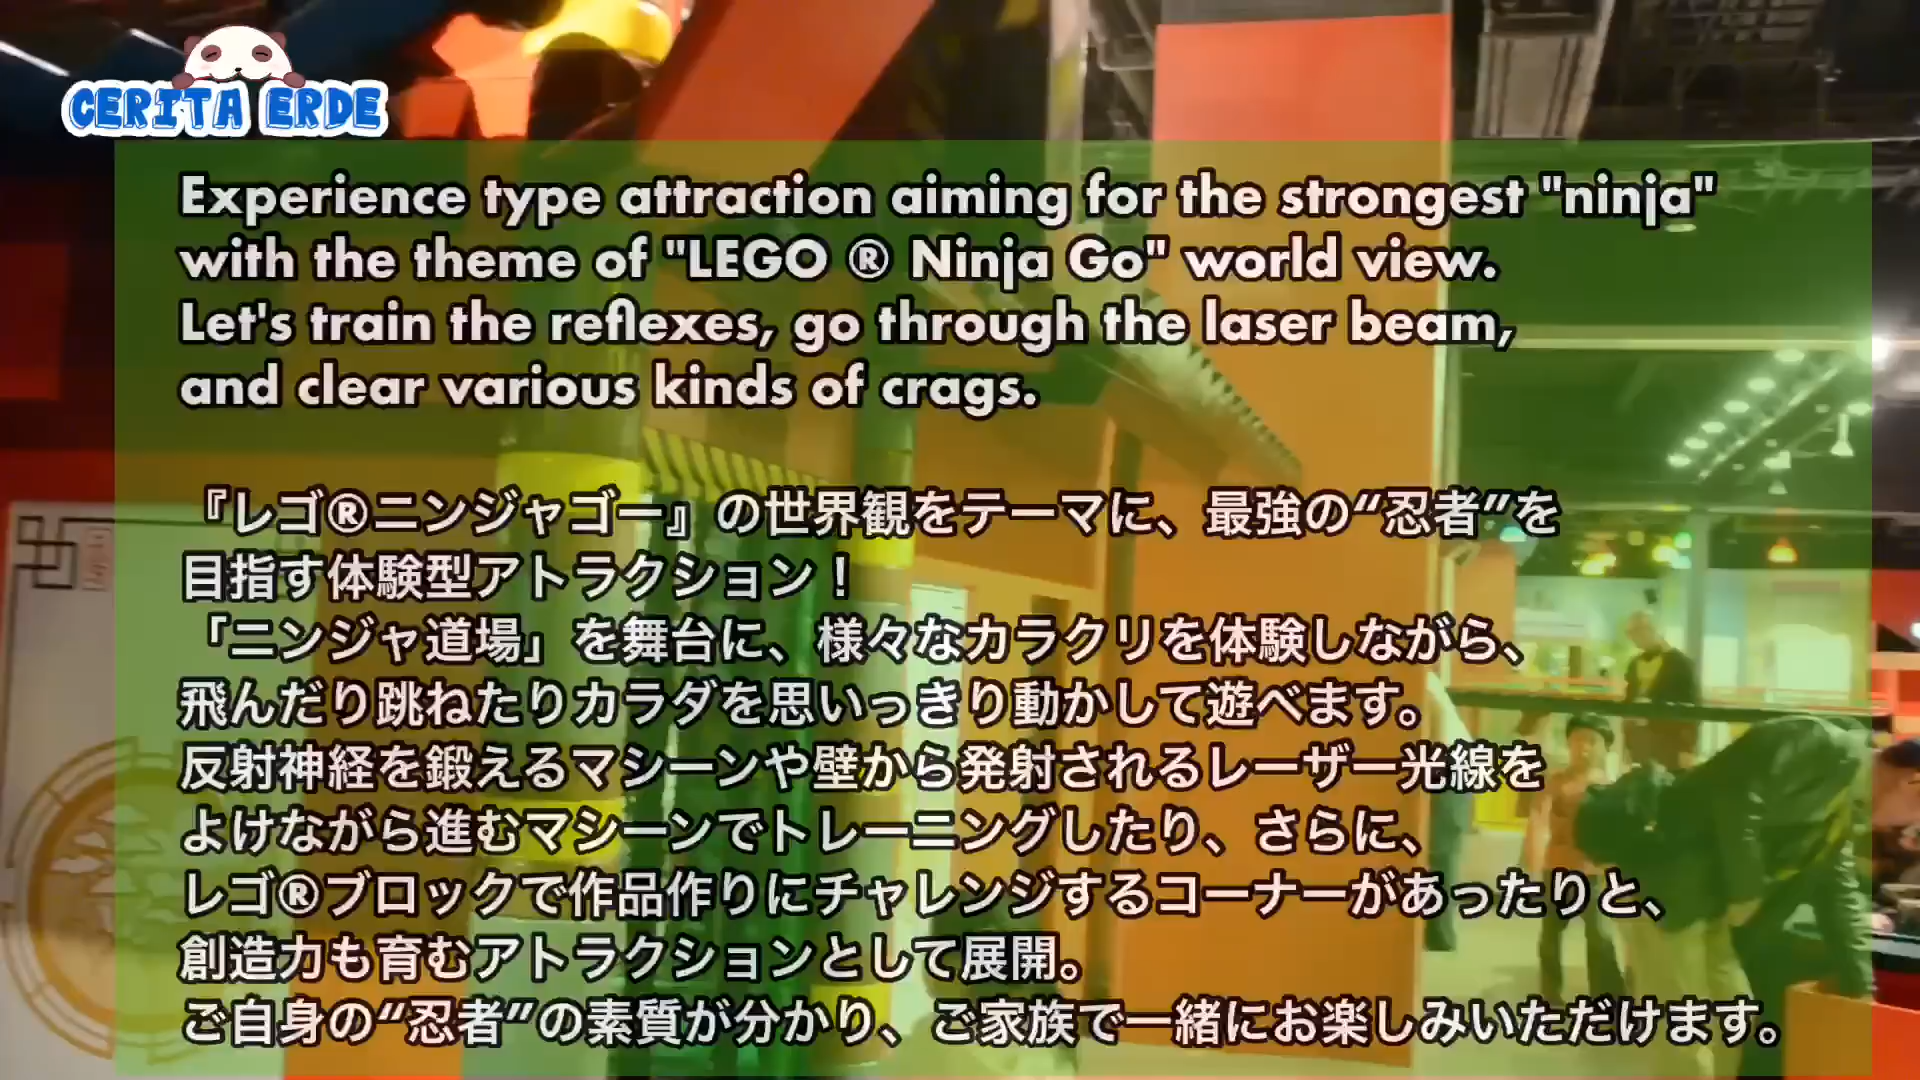 CERITA ERDE
Experience type attraction aiming for the strongest "ninja"
with the theme of "LEGO ® Ninja Go" world view.
Let's train the reflexes, go through the laser beam,
and clear various kinds of crags.
『レゴ®ニンジャゴー』の世界観をテーマに、最強の“忍者”を
目指す体験型アトラクション！
「ニンジャ道場」を舞台に、様々なカラクリを体験しながら、
飛んだり跳ねたりカラダを思いっきり動かして遊べます。
反射神経を鍛えるマシーンや壁から発射されるレーザー光線を
よけながら進むマシーンでトレーニングしたり、さらに、
レゴ®ブロックで作品作りにチャレンジするコーナーがあったりと、
創造力も育むアトラクションとして展開。
ご自身の“忍者”の素質が分かり、ご家族で一緒にお楽しみいただけます。